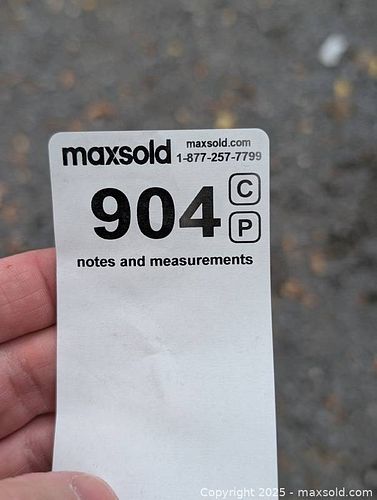 maxsold maxsold.com
1-877-257-7799
904 C
P
notes and measurements
Copyright 2025 - maxsold.com